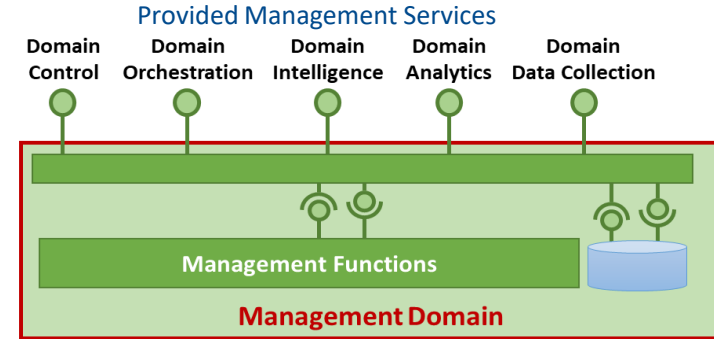 Provided Management Services
Domain Domain Domain Domain Domain
Control Orchestration Intelligence Analytics Data Collection
Management Functions
Management Domain